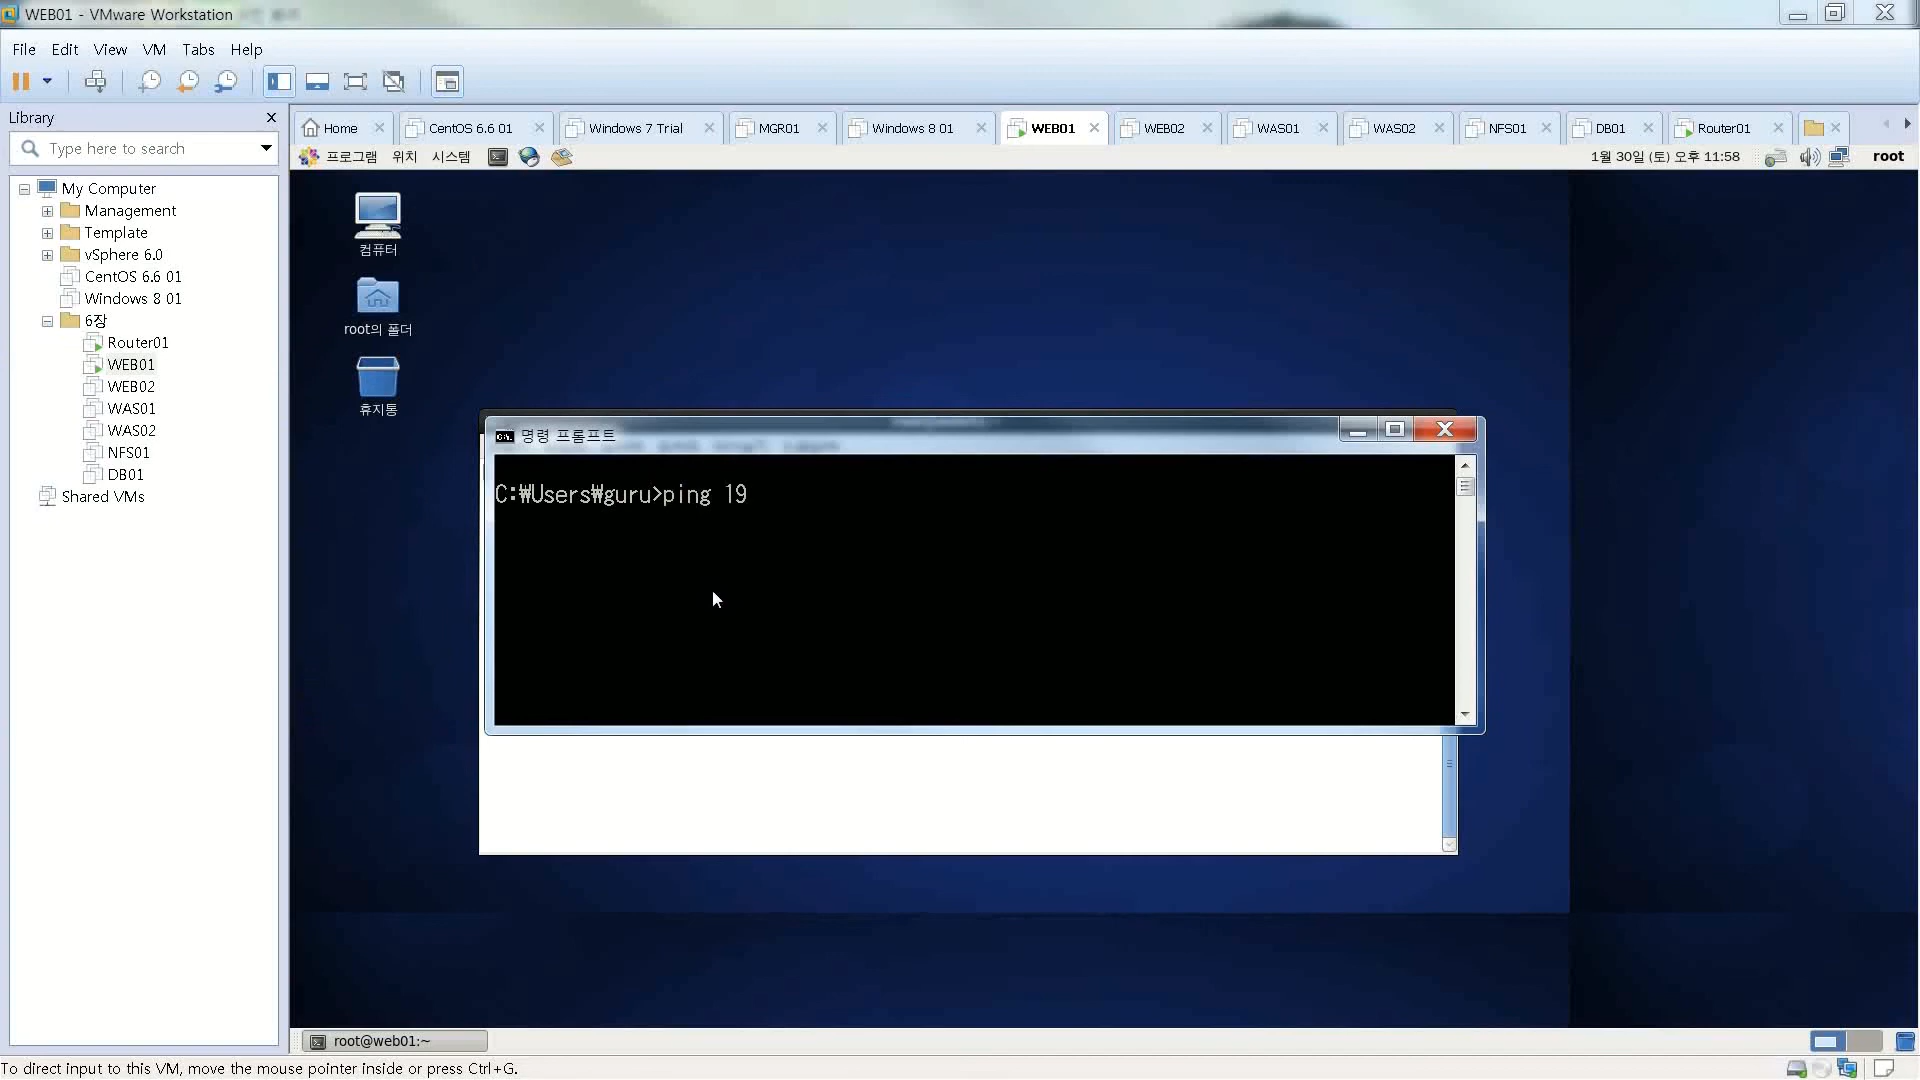 WEB01 - VMware Workstation
File Edit View VM Tabs Help
Library
Type here to search
My Computer
Management
Template
vSphere 6.0
CentOS 6.6 01
Windows 8 01
6장
Router01
WEB01
WEB02
WAS01
WAS02
NFS01
DB01
Shared VMs
Home CentOS 6.6 01 Windows 7 Trial MGR01 Windows 8 01 WEB01 WEB02 WAS01 WAS02 NFS01 DB01 Router01
프로그램 위치 시스템 1월 30일 (토) 오후 11:58 root
컴퓨터
root의 폴더
휴지통
명령 프롬프트
C:₩Users₩guru>ping 19
root@web01:~
To direct input to this VM, move the mouse pointer inside or press Ctrl+G.